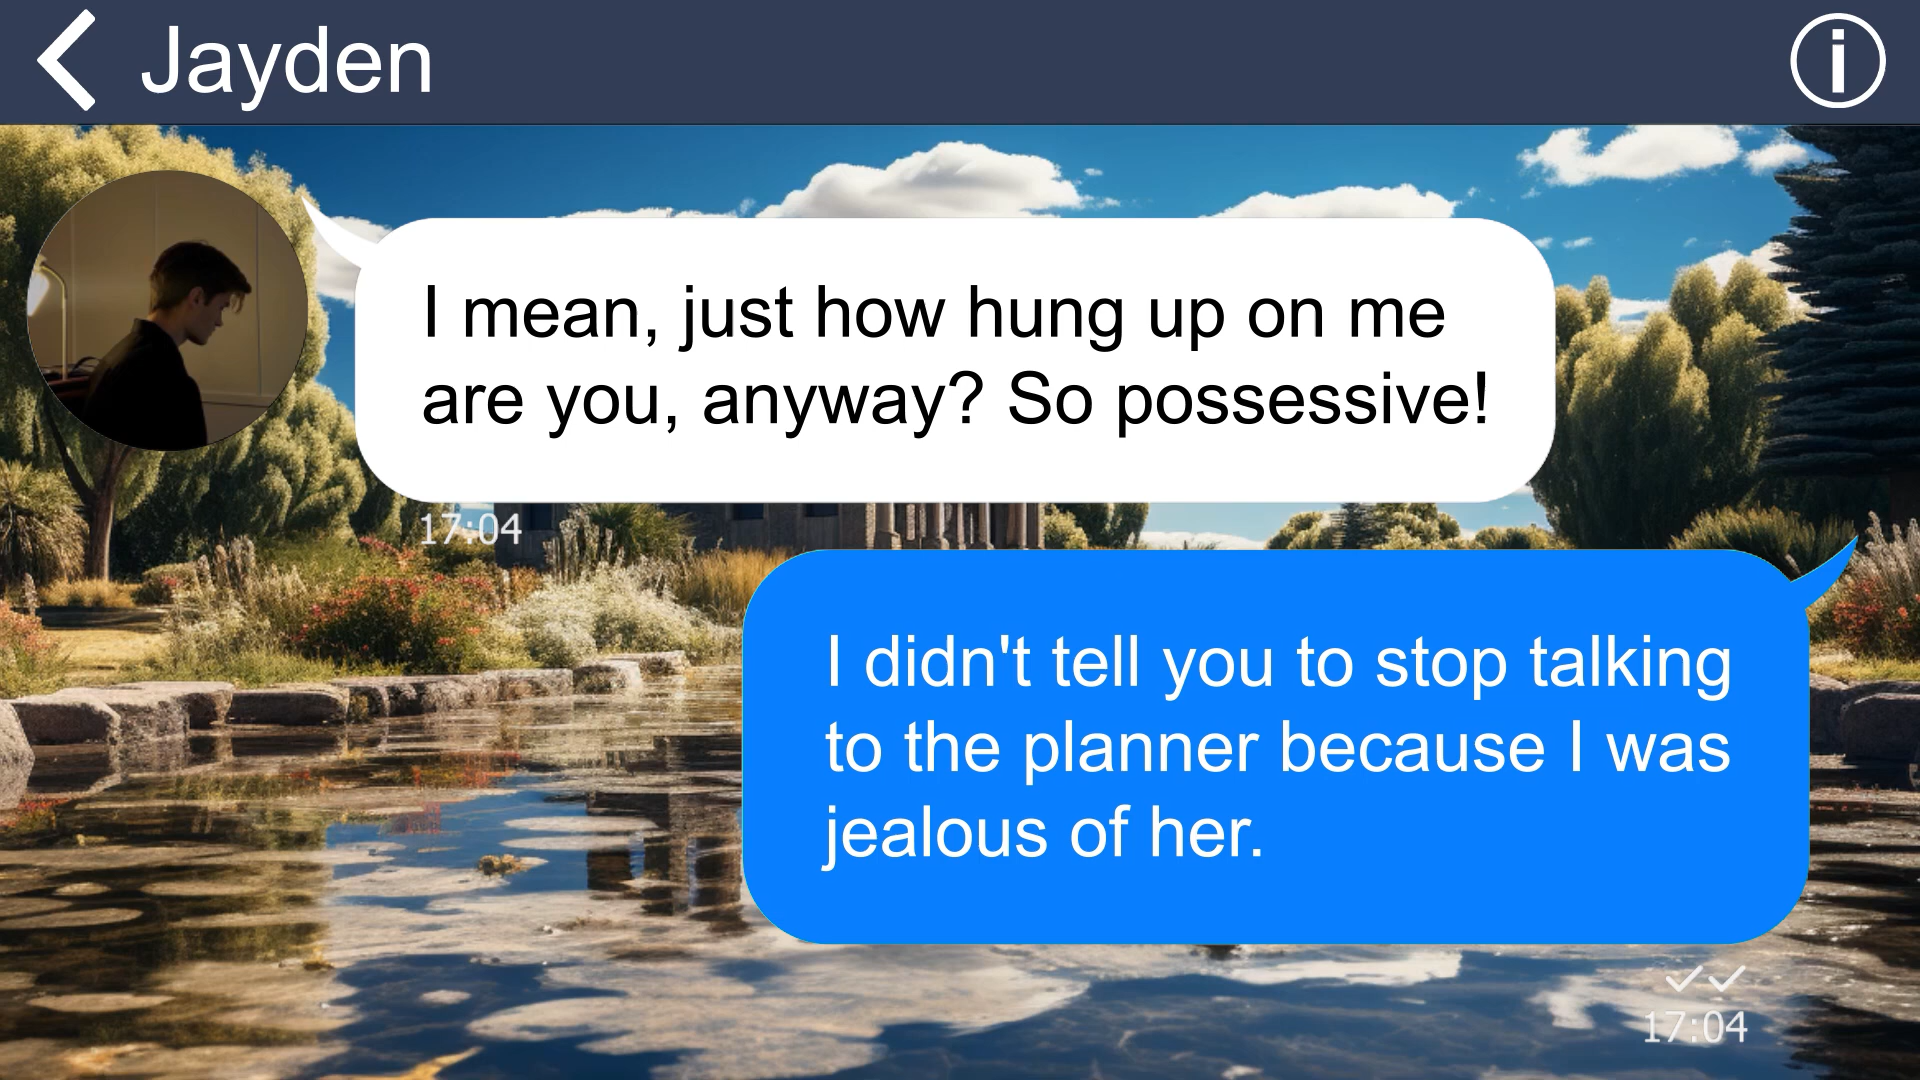 Jayden
I mean, just how hung up on me
are you, anyway? So possessive!
17:04
I didn't tell you to stop talking
to the planner because I was
jealous of her.
17:04